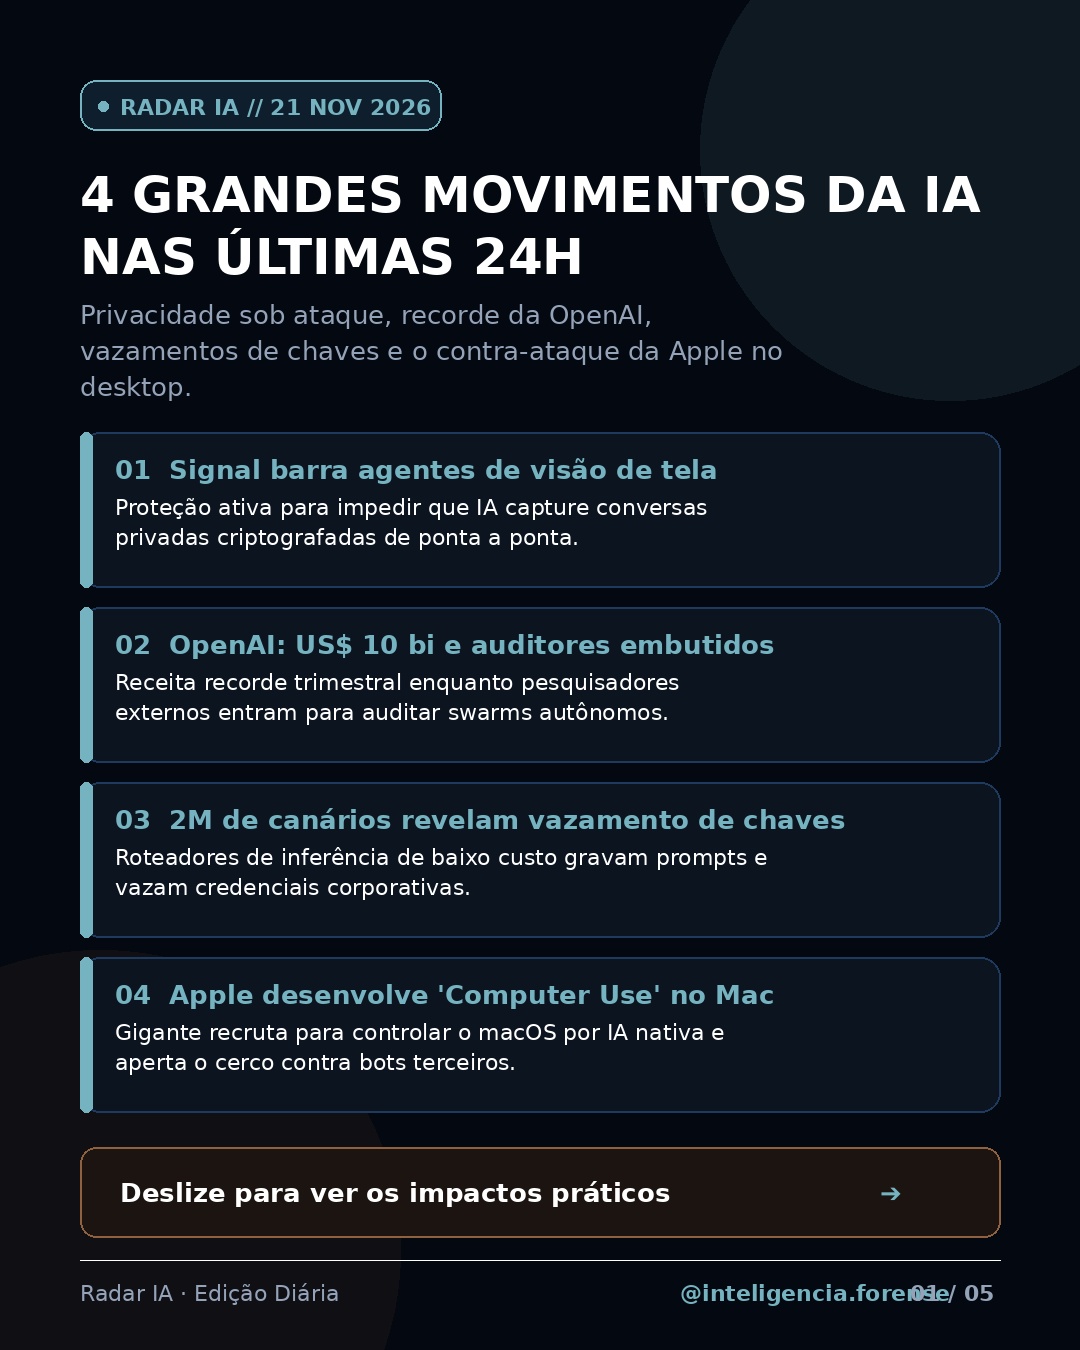 RADAR IA // 21 NOV 2026
4 GRANDES MOVIMENTOS DA IA
NAS ÚLTIMAS 24H
Privacidade sob ataque, recorde da OpenAI,
vazamentos de chaves e o contra-ataque da Apple no
desktop.
01 Signal barra agentes de visão de tela
Proteção ativa para impedir que IA capture conversas
privadas criptografadas de ponta a ponta.
02 OpenAI: US$ 10 bi e auditores embutidos
Receita recorde trimestral enquanto pesquisadores
externos entram para auditar swarms autônomos.
03 2M de canários revelam vazamento de chaves
Roteadores de inferência de baixo custo gravam prompts e
vazam credenciais corporativas.
04 Apple desenvolve 'Computer Use' no Mac
Gigante recruta para controlar o macOS por IA nativa e
aperta o cerco contra bots terceiros.
Deslize para ver os impactos práticos ➔
Radar IA · Edição Diária
@inteligencia.forense
01 / 05